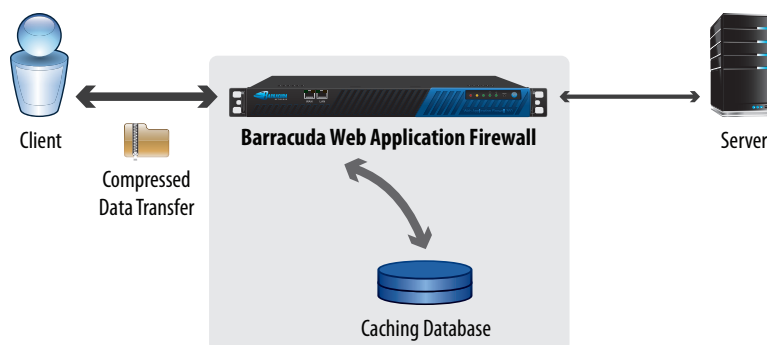 Client
Barracuda Web Application Firewall
Server
Compressed
Data Transfer
Caching Database